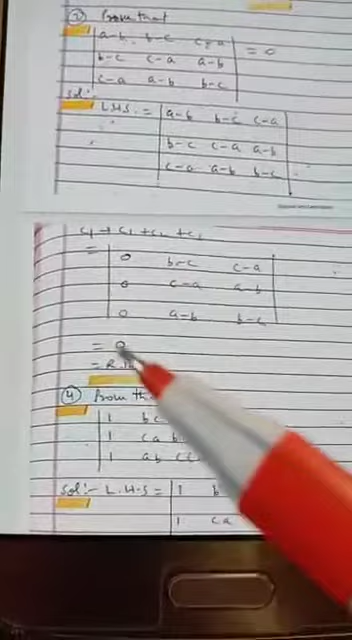 ② Prove that
| a-b b-c c-a |
| b-c c-a a-b | = 0
| c-a a-b b-c |
Sol:-
L.H.S. = | a-b b-c c-a |
| b-c c-a a-b |
| c-a a-b b-c |
C₁ → C₁ + C₂ + C₃
= | 0 b-c c-a |
| 0 c-a a-b |
| 0 a-b b-c |
= 0
= R.H
④ Prove th
| 1 bc
| 1 ca b
| 1 ab c
Sol:- L.H.S = | 1 b
| 1 ca